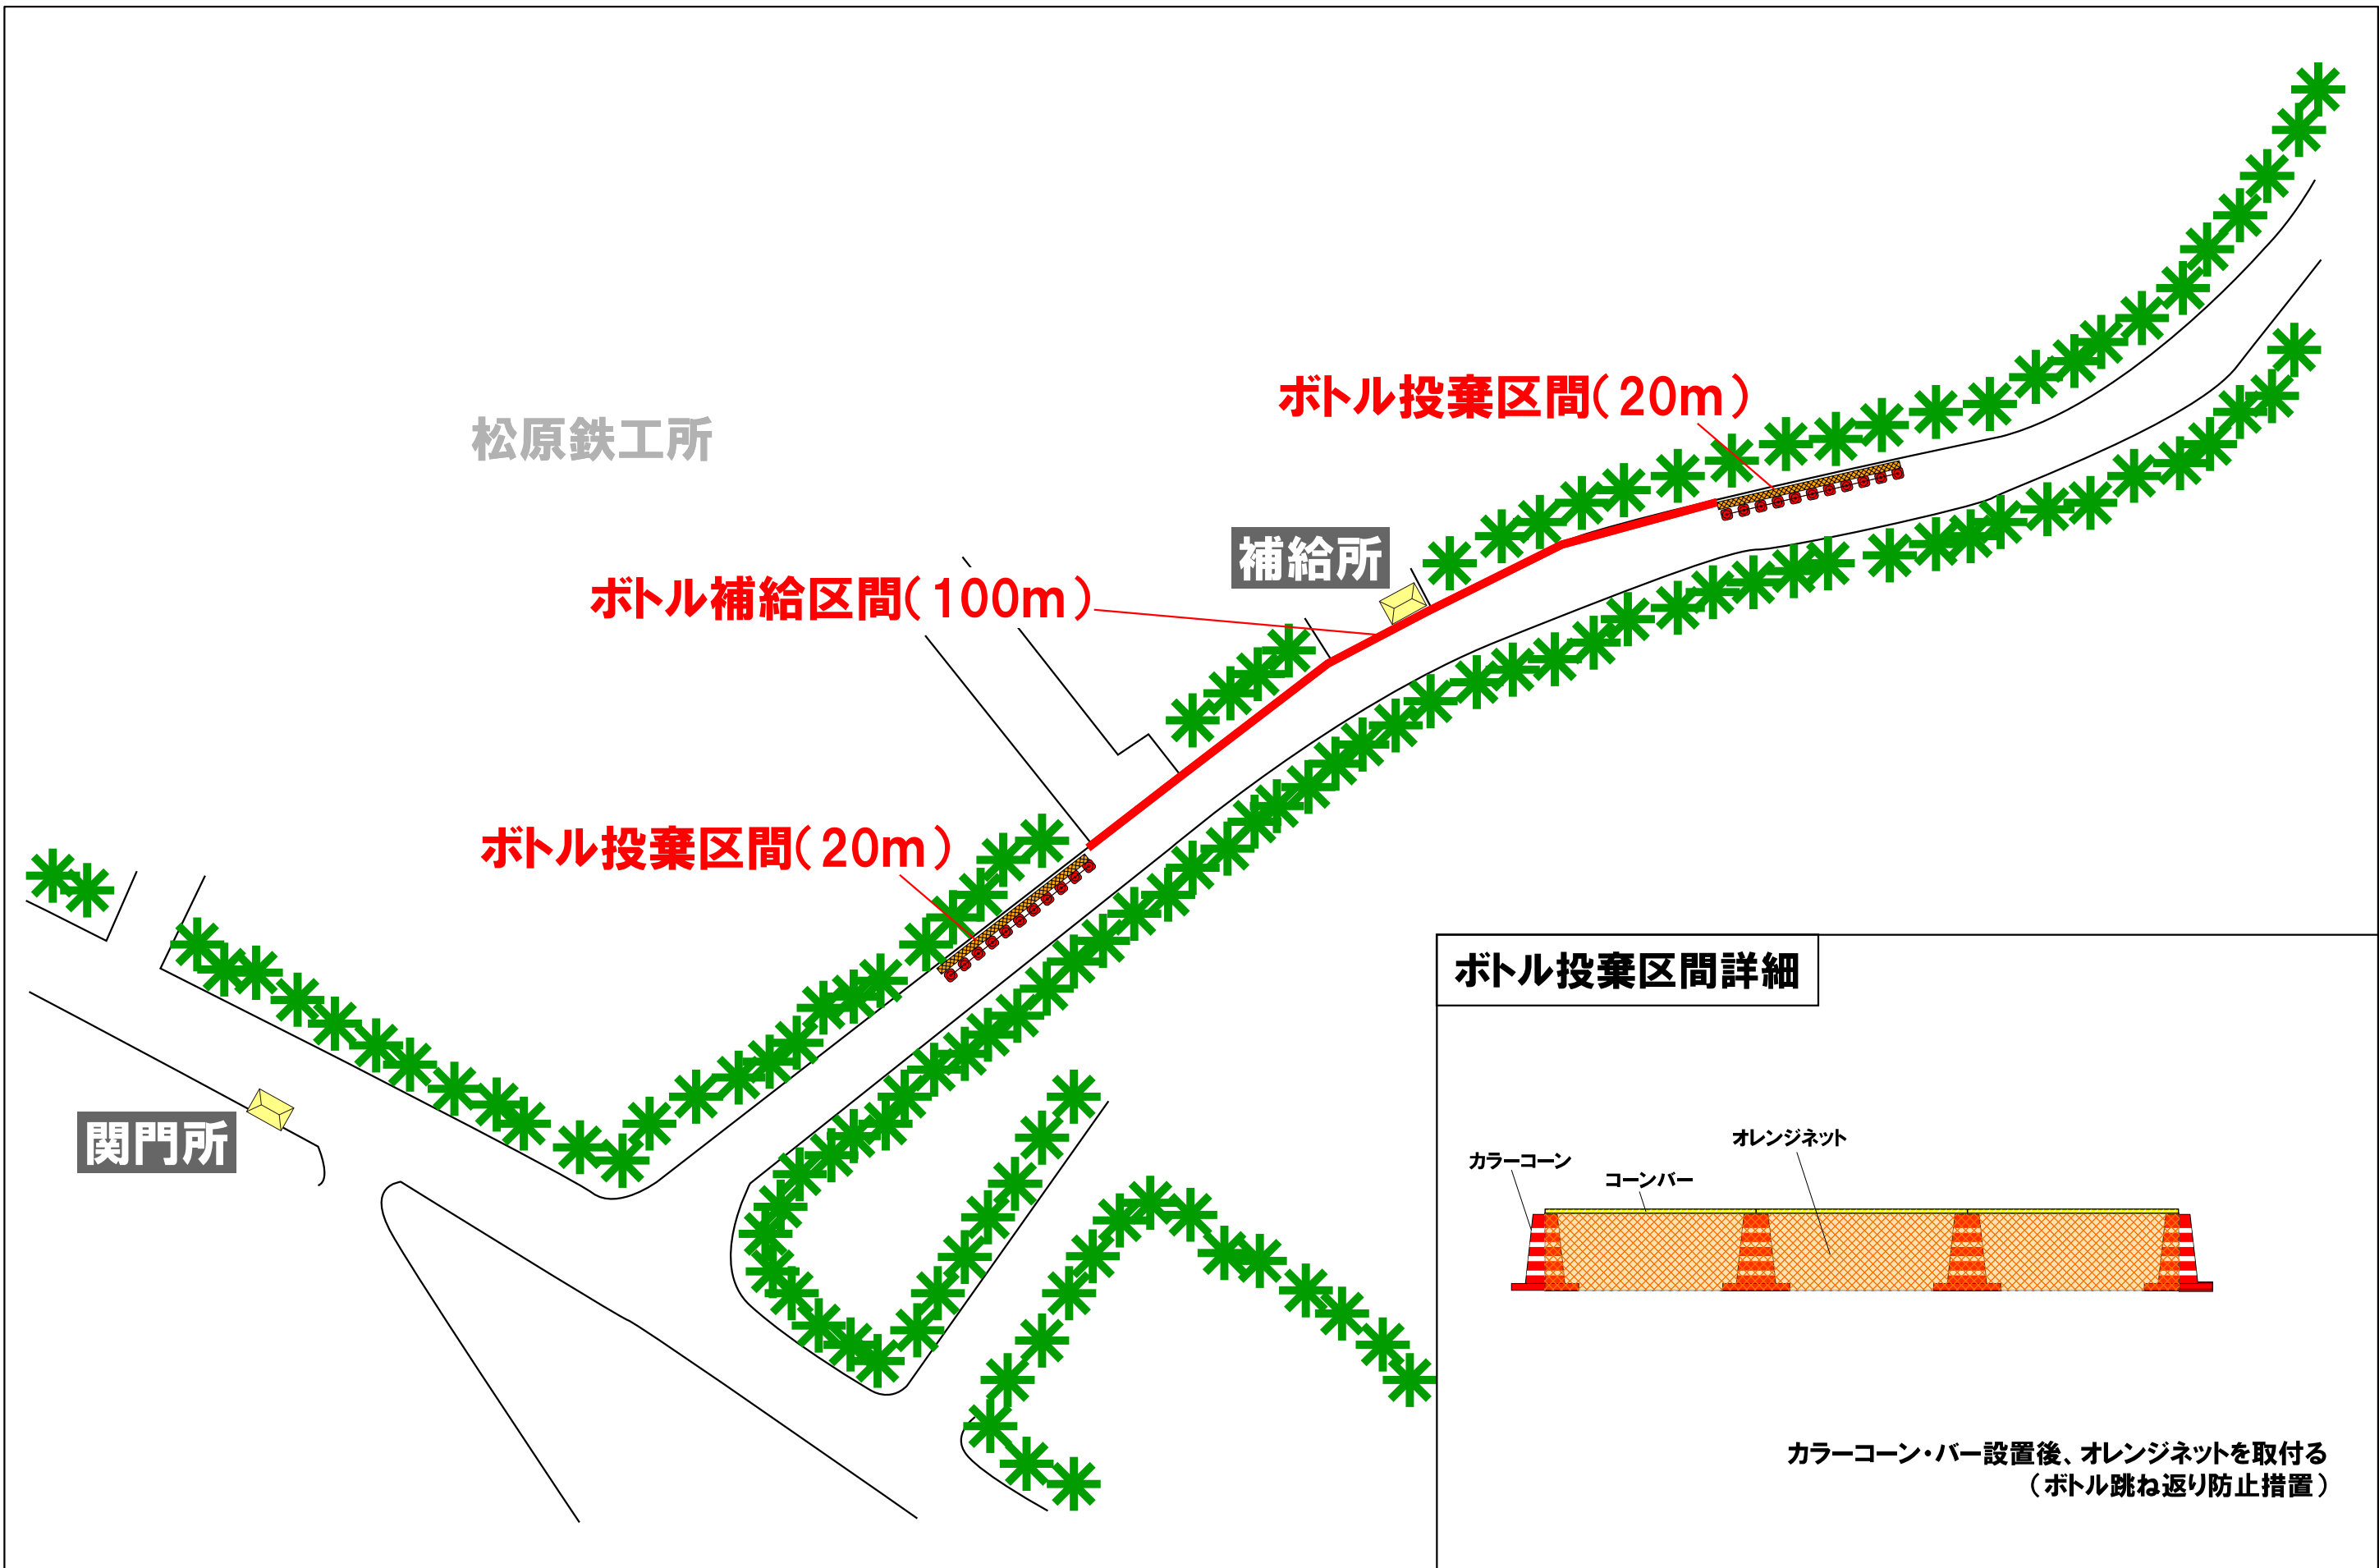 ボトル投棄区間(20m)
松原鉄工所
補給所
ボトル補給区間(100m)
ボトル投棄区間(20m)
関門所
ボトル投棄区間詳細
オレンジネット
カラーコーン
コーンバー
カラーコーン・バー設置後、オレンジネットを取付る
(ボトル跳ね返り防止措置)